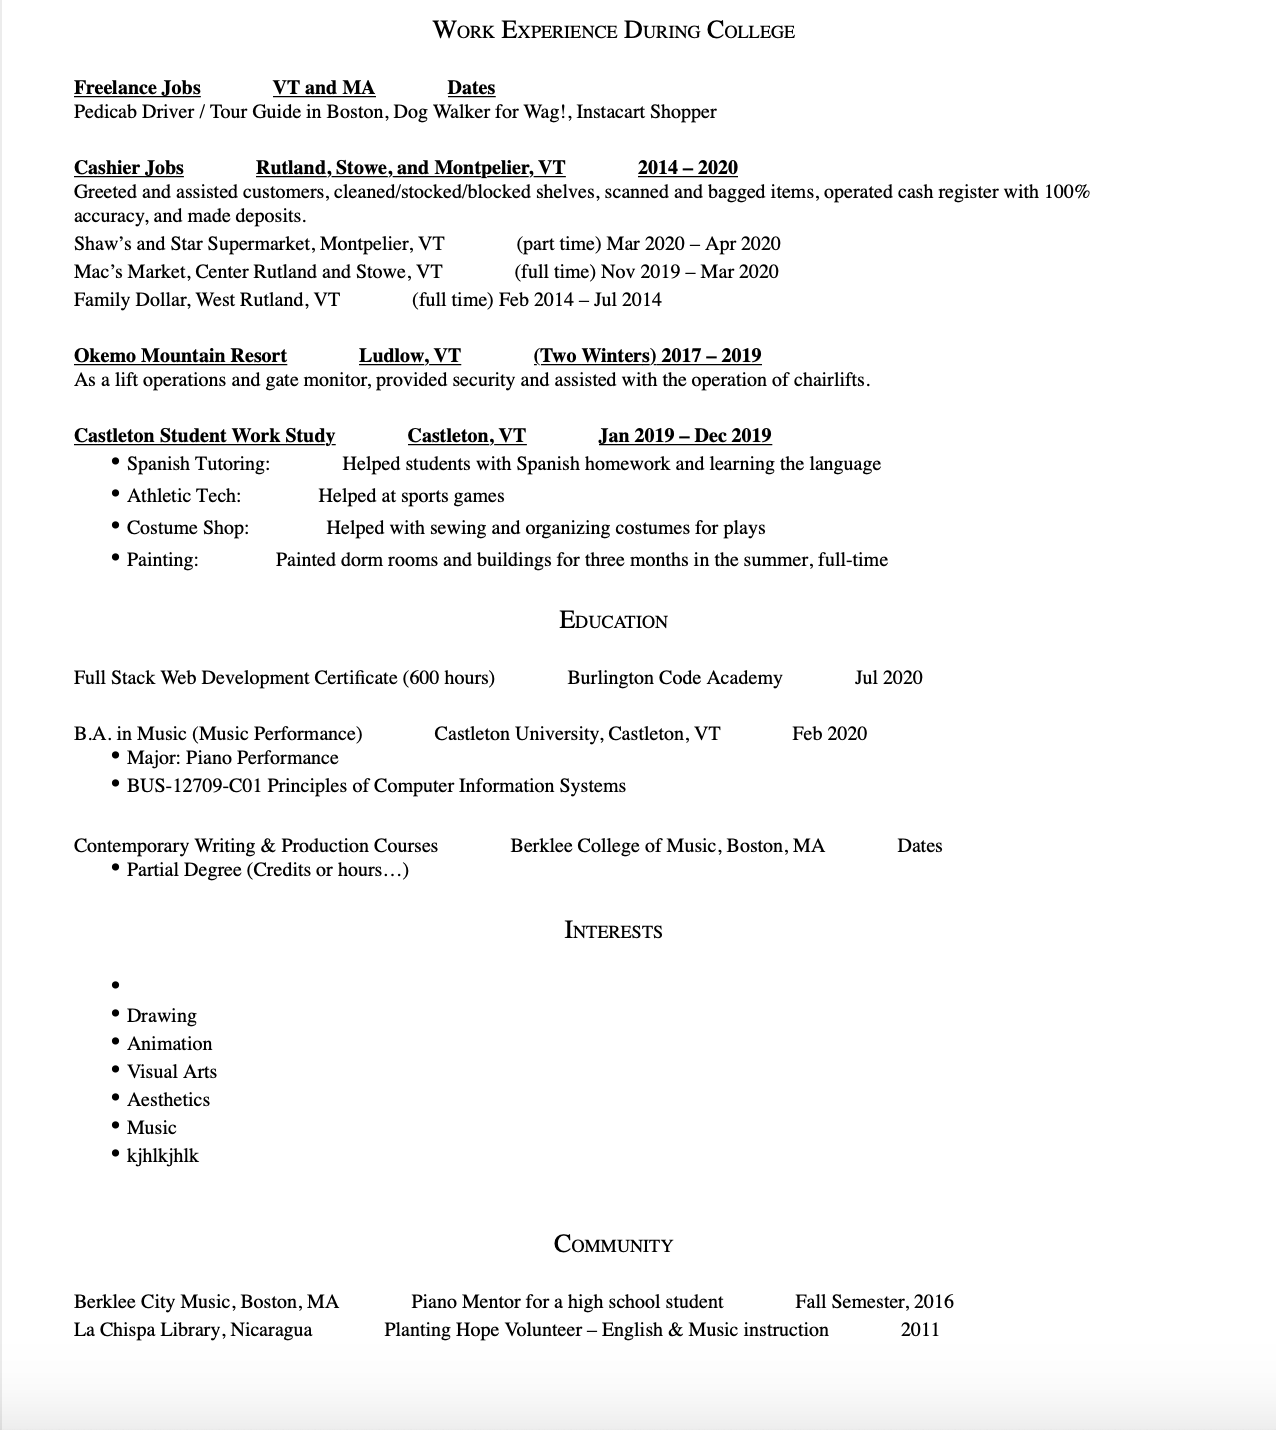 WORK EXPERIENCE DURING COLLEGE
Freelance Jobs VT and MA Dates
Pedicab Driver / Tour Guide in Boston, Dog Walker for Wag!, Instacart Shopper
Cashier Jobs Rutland, Stowe, and Montpelier, VT 2014 – 2020
Greeted and assisted customers, cleaned/stocked/blocked shelves, scanned and bagged items, operated cash register with 100%
accuracy, and made deposits.
Shaw’s and Star Supermarket, Montpelier, VT (part time) Mar 2020 – Apr 2020
Mac’s Market, Center Rutland and Stowe, VT (full time) Nov 2019 – Mar 2020
Family Dollar, West Rutland, VT (full time) Feb 2014 – Jul 2014
Okemo Mountain Resort Ludlow, VT (Two Winters) 2017 – 2019
As a lift operations and gate monitor, provided security and assisted with the operation of chairlifts.
Castleton Student Work Study Castleton, VT Jan 2019 – Dec 2019
• Spanish Tutoring: Helped students with Spanish homework and learning the language
• Athletic Tech: Helped at sports games
• Costume Shop: Helped with sewing and organizing costumes for plays
• Painting: Painted dorm rooms and buildings for three months in the summer, full-time
EDUCATION
Full Stack Web Development Certificate (600 hours) Burlington Code Academy Jul 2020
B.A. in Music (Music Performance) Castleton University, Castleton, VT Feb 2020
• Major: Piano Performance
• BUS-12709-C01 Principles of Computer Information Systems
Contemporary Writing & Production Courses Berklee College of Music, Boston, MA Dates
• Partial Degree (Credits or hours…)
INTERESTS
•
• Drawing
• Animation
• Visual Arts
• Aesthetics
• Music
• kjhlkjhlk
COMMUNITY
Berklee City Music, Boston, MA Piano Mentor for a high school student Fall Semester, 2016
La Chispa Library, Nicaragua Planting Hope Volunteer – English & Music instruction 2011